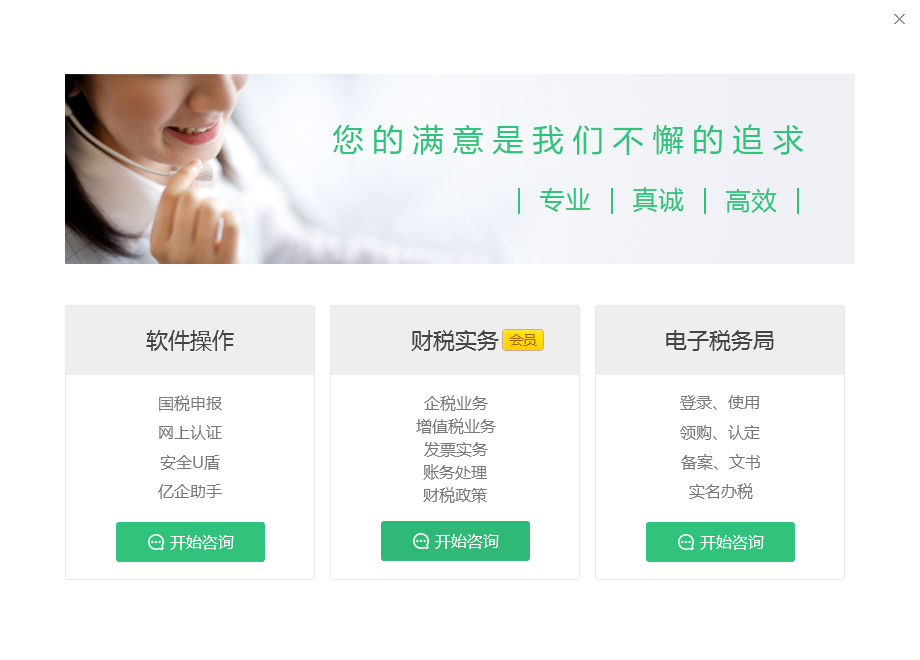 您的满意是我们不懈的追求
| 专业 | 真诚 | 高效 |
软件操作
国税申报
网上认证
安全U盾
亿企助手
开始咨询
财税实务 会员
企税业务
增值税业务
发票实务
账务处理
财税政策
开始咨询
电子税务局
登录、使用
领购、认定
备案、文书
实名办税
开始咨询